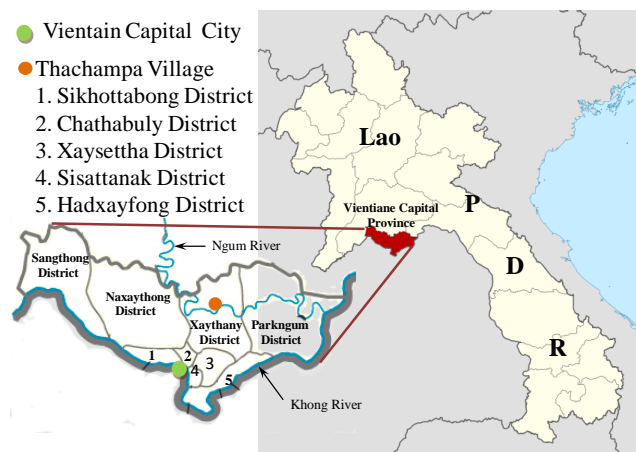 Vientain Capital City
Thachampa Village
1. Sikhottabong District
2. Chathabuly District
3. Xaysettha District
4. Sisattanak District
5. Hadxayfong District
Lao
P
D
R
Vientiane Capital
Province
Ngum River
Sangthong
District
Naxaythong
District
Xaythany
District
Parkngum
District
1
2
3
4
5
Khong River